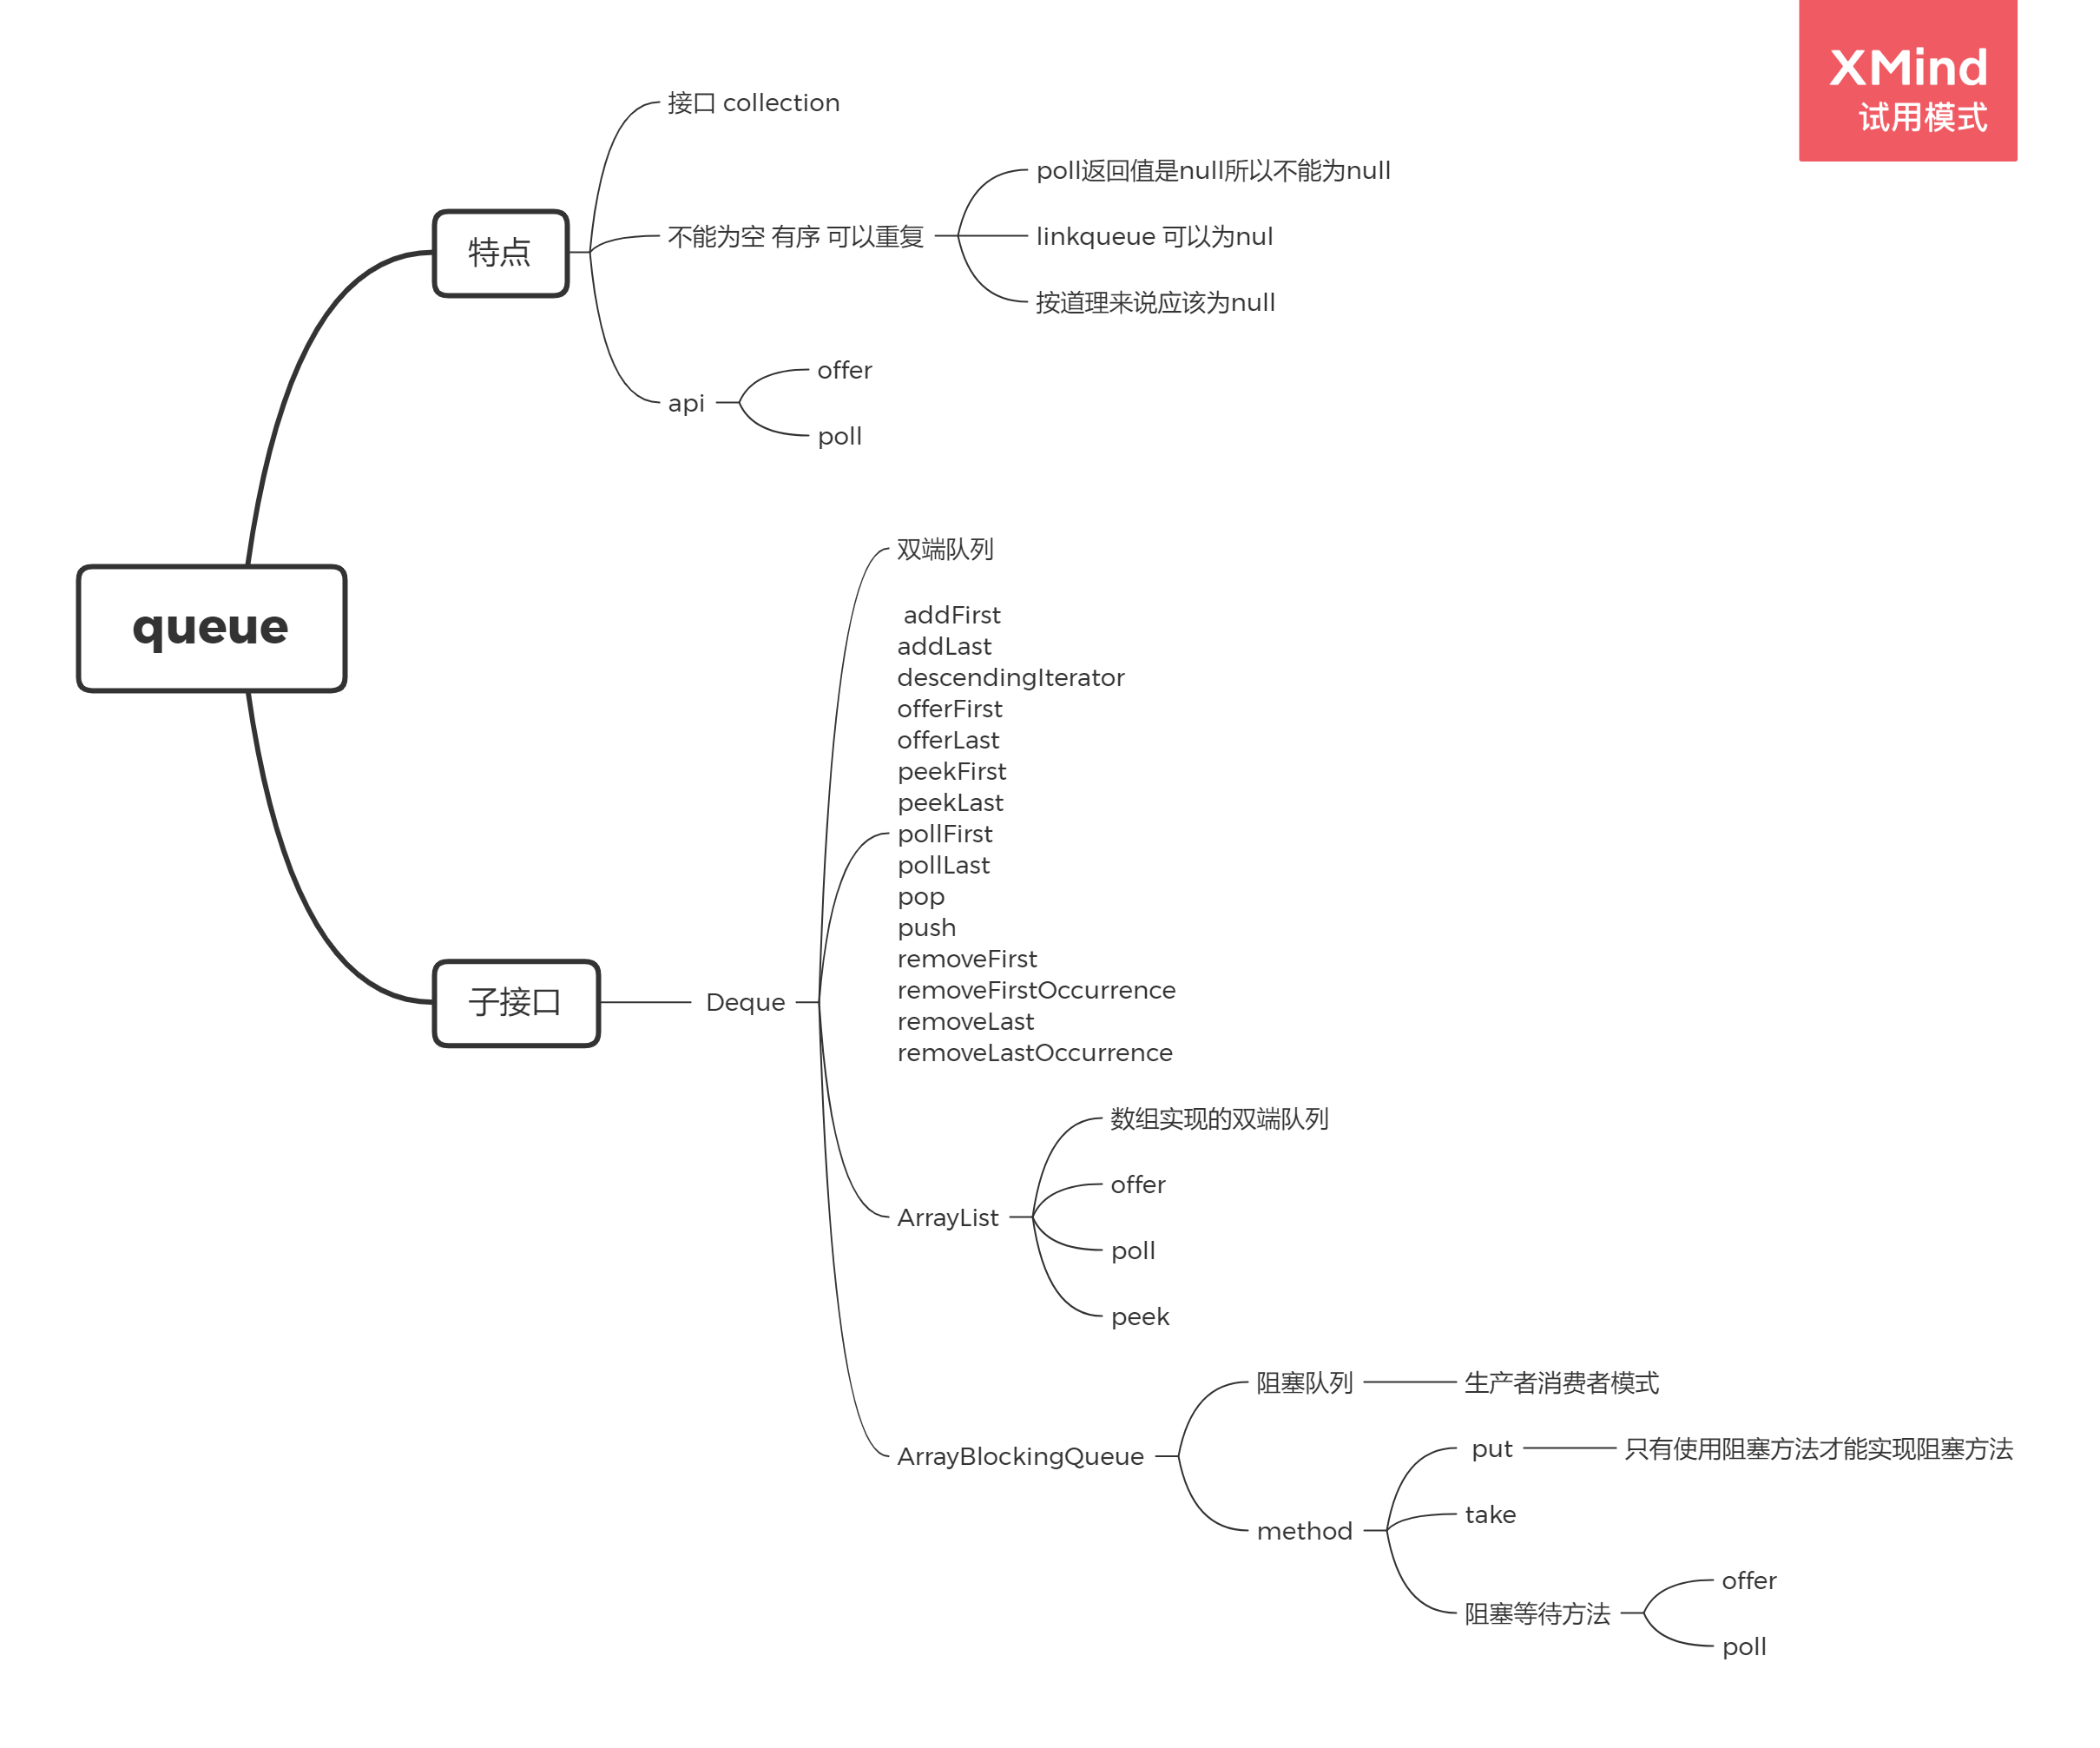 XMind
试用模式
接口 collection
poll返回值是null所以不能为null
不能为空 有序 可以重复
linkqueue 可以为nul
按道理来说应该为null
特点
api
offer
poll
queue
双端队列
addFirst
addLast
descendingIterator
offerFirst
offerLast
peekFirst
peekLast
pollFirst
pollLast
pop
push
removeFirst
removeFirstOccurrence
removeLast
removeLastOccurrence
子接口
Deque
数组实现的双端队列
offer
ArrayList
poll
peek
阻塞队列
生产者消费者模式
ArrayBlockingQueue
put
只有使用阻塞方法才能实现阻塞方法
method
take
阻塞等待方法
offer
poll